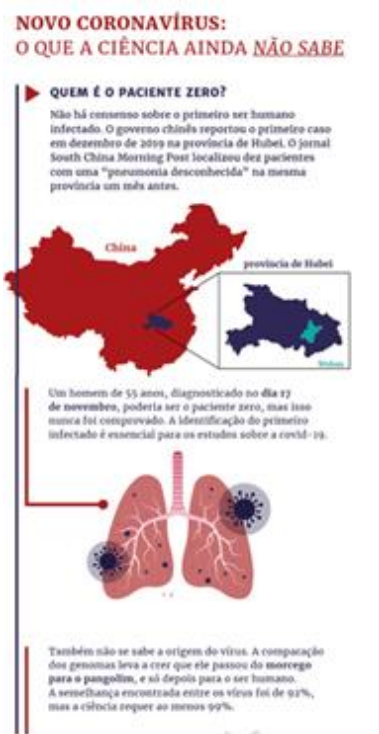 NOVO CORONAVÍRUS:
O QUE A CIÊNCIA AINDA NÃO SABE
QUEM É O PACIENTE ZERO?
Não há consenso sobre o primeiro ser humano
infectado. O governo chinês reportou o primeiro caso
em dezembro de 2019 na província de Hubei. O jornal
South China Morning Post localizou dez pacientes
com uma "pneumonia desconhecida" na mesma
província um mês antes.
China
província de Hubei
Wuhan
Um homem de 55 anos, diagnosticado no dia 17
de novembro, poderia ser o paciente zero, mas isso
nunca foi comprovado. A identificação do primeiro
infectado é essencial para os estudos sobre a covid-19.
Também não se sabe a origem do vírus. A comparação
dos genomas leva a crer que ele passou do morcego
para o pangolim, e só depois para o ser humano.
A semelhança encontrada entre os vírus foi de 92%,
mas a ciência requer ao menos 99%.